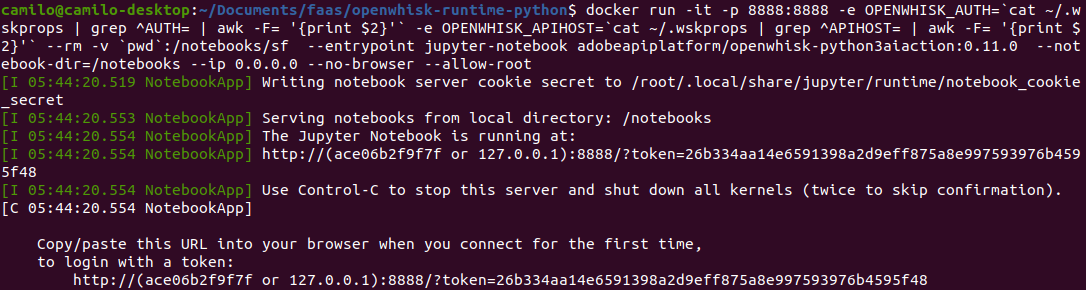 camilo@camilo-desktop:~/Documents/faas/openwhisk-runtime-python$ docker run -it -p 8888:8888 -e OPENWHISK_AUTH=`cat ~/.w
skprops | grep ^AUTH= | awk -F= '{print $2}'` -e OPENWHISK_APIHOST=`cat ~/.wskprops | grep ^APIHOST= | awk -F= '{print $
2}'` --rm -v `pwd`:/notebooks/sf  --entrypoint jupyter-notebook adobeapiplatform/openwhisk-python3aiaction:0.11.0  --not
ebook-dir=/notebooks --ip 0.0.0.0 --no-browser --allow-root
[I 05:44:20.519 NotebookApp] Writing notebook server cookie secret to /root/.local/share/jupyter/runtime/notebook_cookie
_secret
[I 05:44:20.553 NotebookApp] Serving notebooks from local directory: /notebooks
[I 05:44:20.554 NotebookApp] The Jupyter Notebook is running at:
[I 05:44:20.554 NotebookApp] http://(ace06b2f9f7f or 127.0.0.1):8888/?token=26b334aa14e6591398a2d9eff875a8e997593976b459
5f48
[I 05:44:20.554 NotebookApp] Use Control-C to stop this server and shut down all kernels (twice to skip confirmation).
[C 05:44:20.554 NotebookApp]
Copy/paste this URL into your browser when you connect for the first time,
to login with a token:
http://(ace06b2f9f7f or 127.0.0.1):8888/?token=26b334aa14e6591398a2d9eff875a8e997593976b4595f48